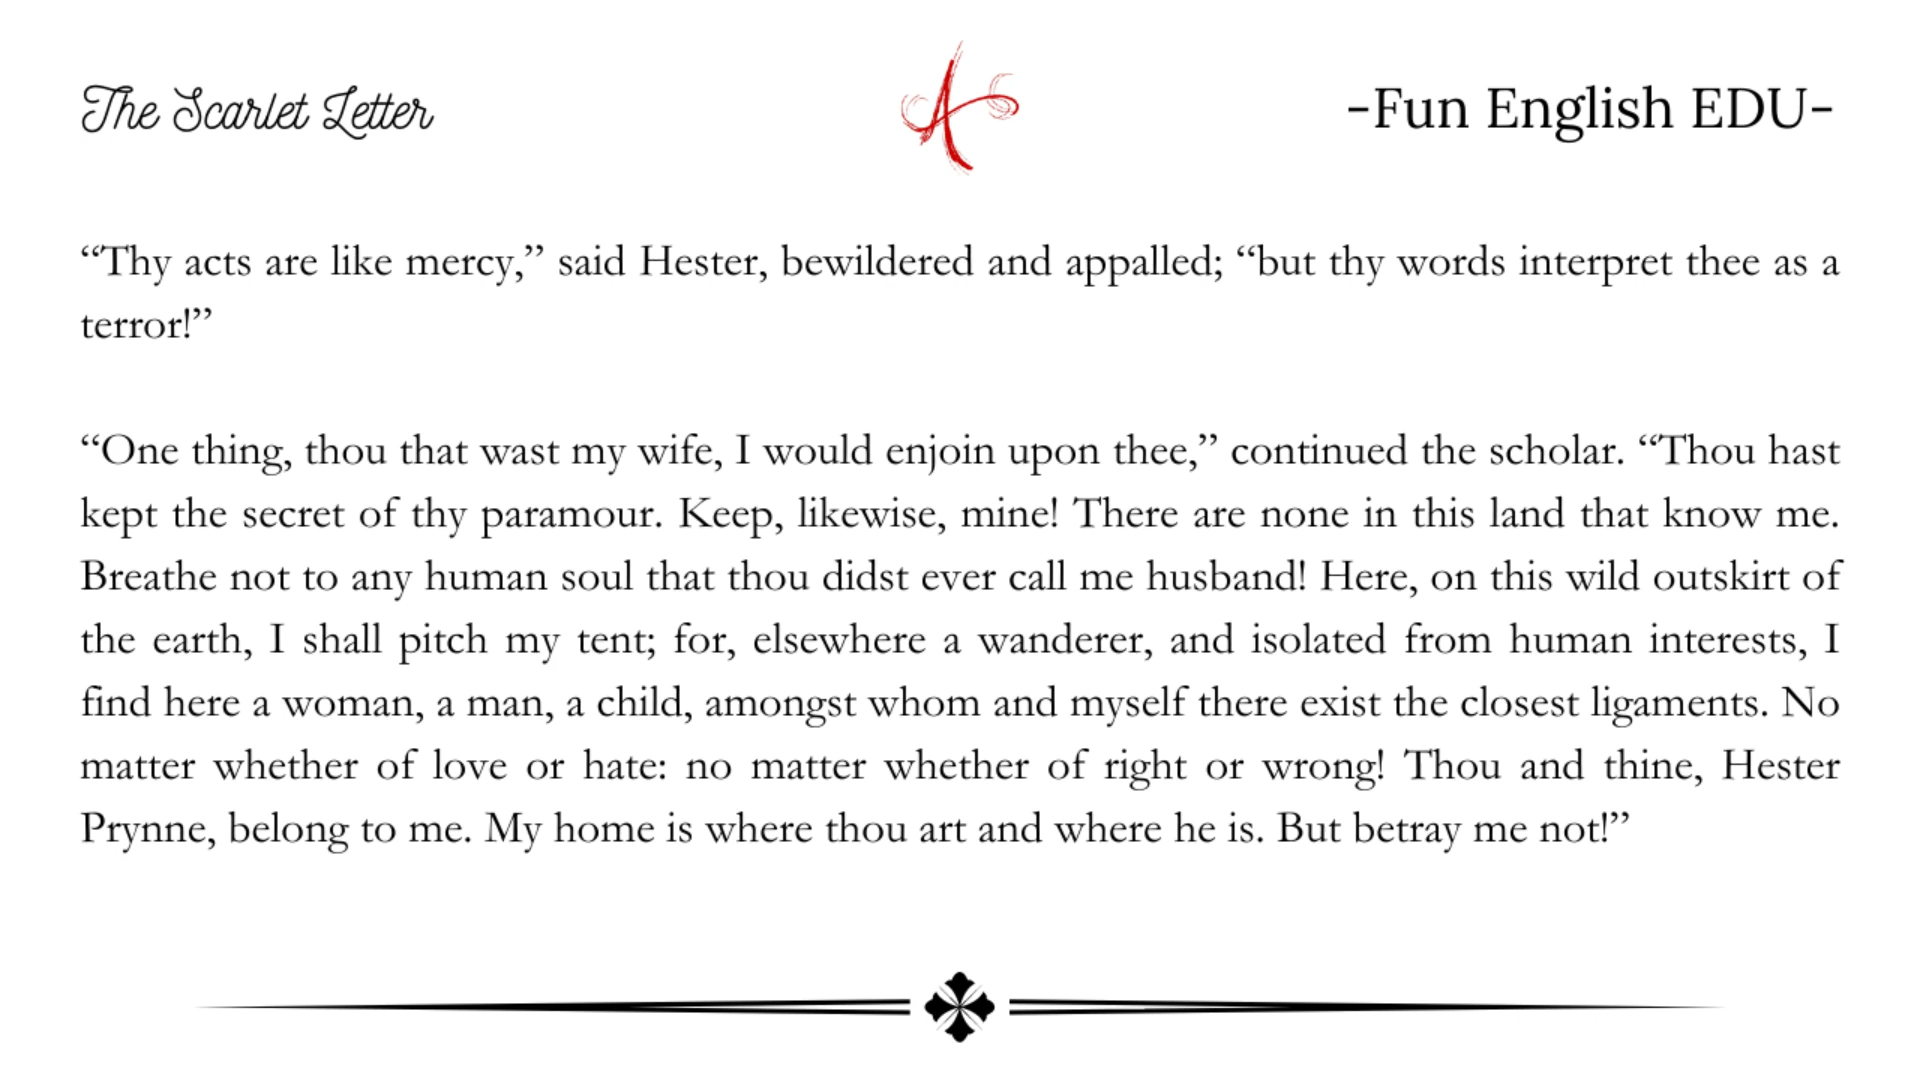 The Scarlet Letter
A
-Fun English EDU-
“Thy acts are like mercy,” said Hester, bewildered and appalled; “but thy words interpret thee as a
terror!”
“One thing, thou that wast my wife, I would enjoin upon thee,” continued the scholar. “Thou hast
kept the secret of thy paramour. Keep, likewise, mine! There are none in this land that know me.
Breathe not to any human soul that thou didst ever call me husband! Here, on this wild outskirt of
the earth, I shall pitch my tent; for, elsewhere a wanderer, and isolated from human interests, I
find here a woman, a man, a child, amongst whom and myself there exist the closest ligaments. No
matter whether of love or hate: no matter whether of right or wrong! Thou and thine, Hester
Prynne, belong to me. My home is where thou art and where he is. But betray me not!”